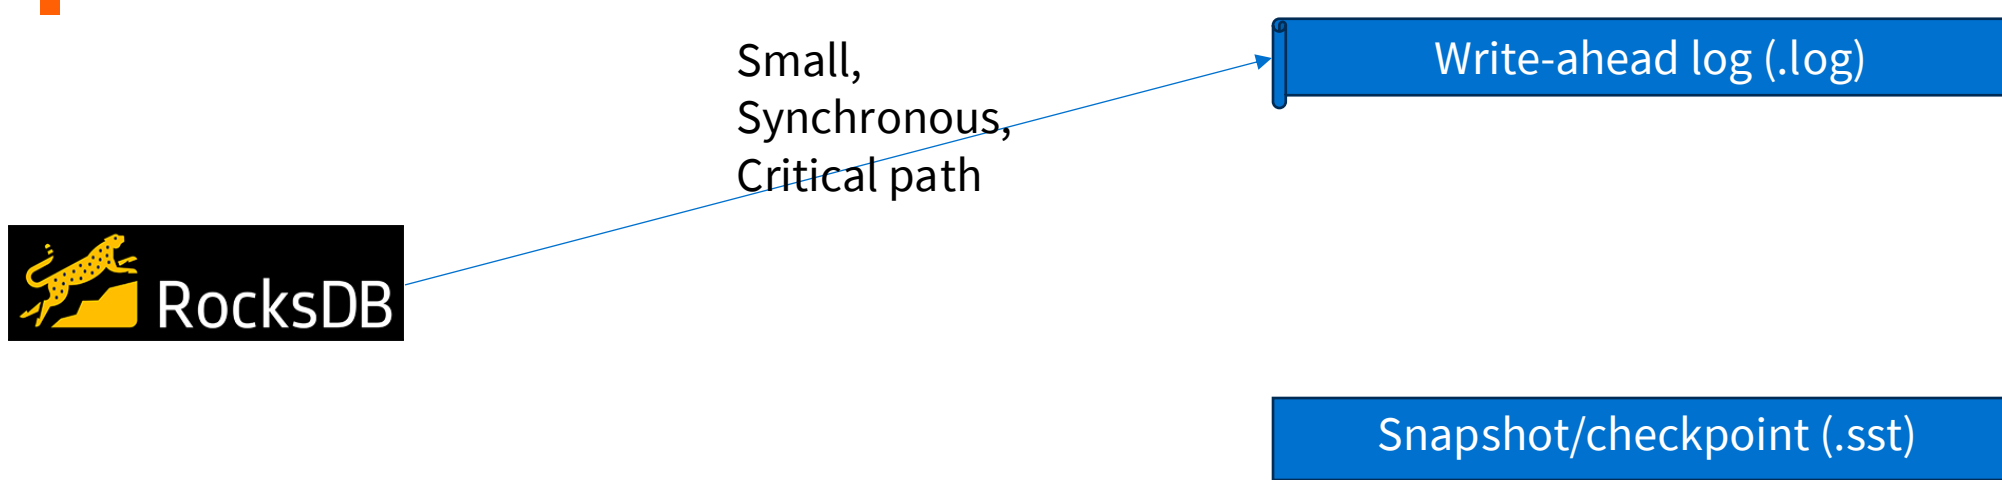 Small,
Synchronous,
Critical path
Write-ahead log (.log)
RocksDB
Snapshot/checkpoint (.sst)